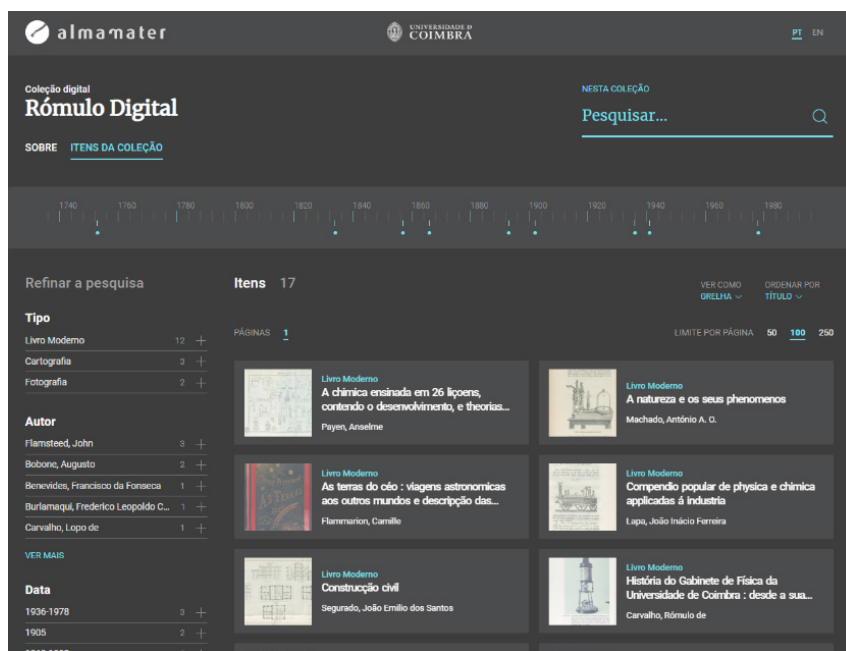 almamater
UNIVERSIDADE D
COIMBRA
PT EN
Coleção digital
Rómulo Digital
NESTA COLEÇÃO
Pesquisar...
SOBRE ITENS DA COLEÇÃO
1740 1760 1780 1800 1820 1840 1860 1880 1900 1920 1940 1960 1980
Refinar a pesquisa
Itens 17
VER COMO
GRELHA
ORDENAR POR
TÍTULO
PÁGINAS 1
LIMITE POR PÁGINA 50 100 250
Tipo
Livro Moderno 12
Cartografia 3
Fotografia 2
Autor
Flamsteed, John 3
Bobone, Augusto 2
Benevides, Francisco da Fonseca 1
Burlamaqui, Frederico Leopoldo C... 1
Carvalho, Lopo de 1
VER MAIS
Data
1936-1978 3
1905 2
Livro Moderno
A chimica ensinada em 26 liçoens,
contendo o desenvolvimento, e theorias...
Payen, Anselme
Livro Moderno
A natureza e os seus phenomenos
Machado, António A. O.
Livro Moderno
As terras do céo : viagens astronomicas
aos outros mundos e descripção das...
Flammarion, Camille
Livro Moderno
Compendio popular de physica e chimica
applicadas á industria
Lapa, João Inácio Ferreira
Livro Moderno
Construcção civil
Segurado, João Emilio dos Santos
Livro Moderno
História do Gabinete de Física da
Universidade de Coimbra : desde a sua...
Carvalho, Rómulo de